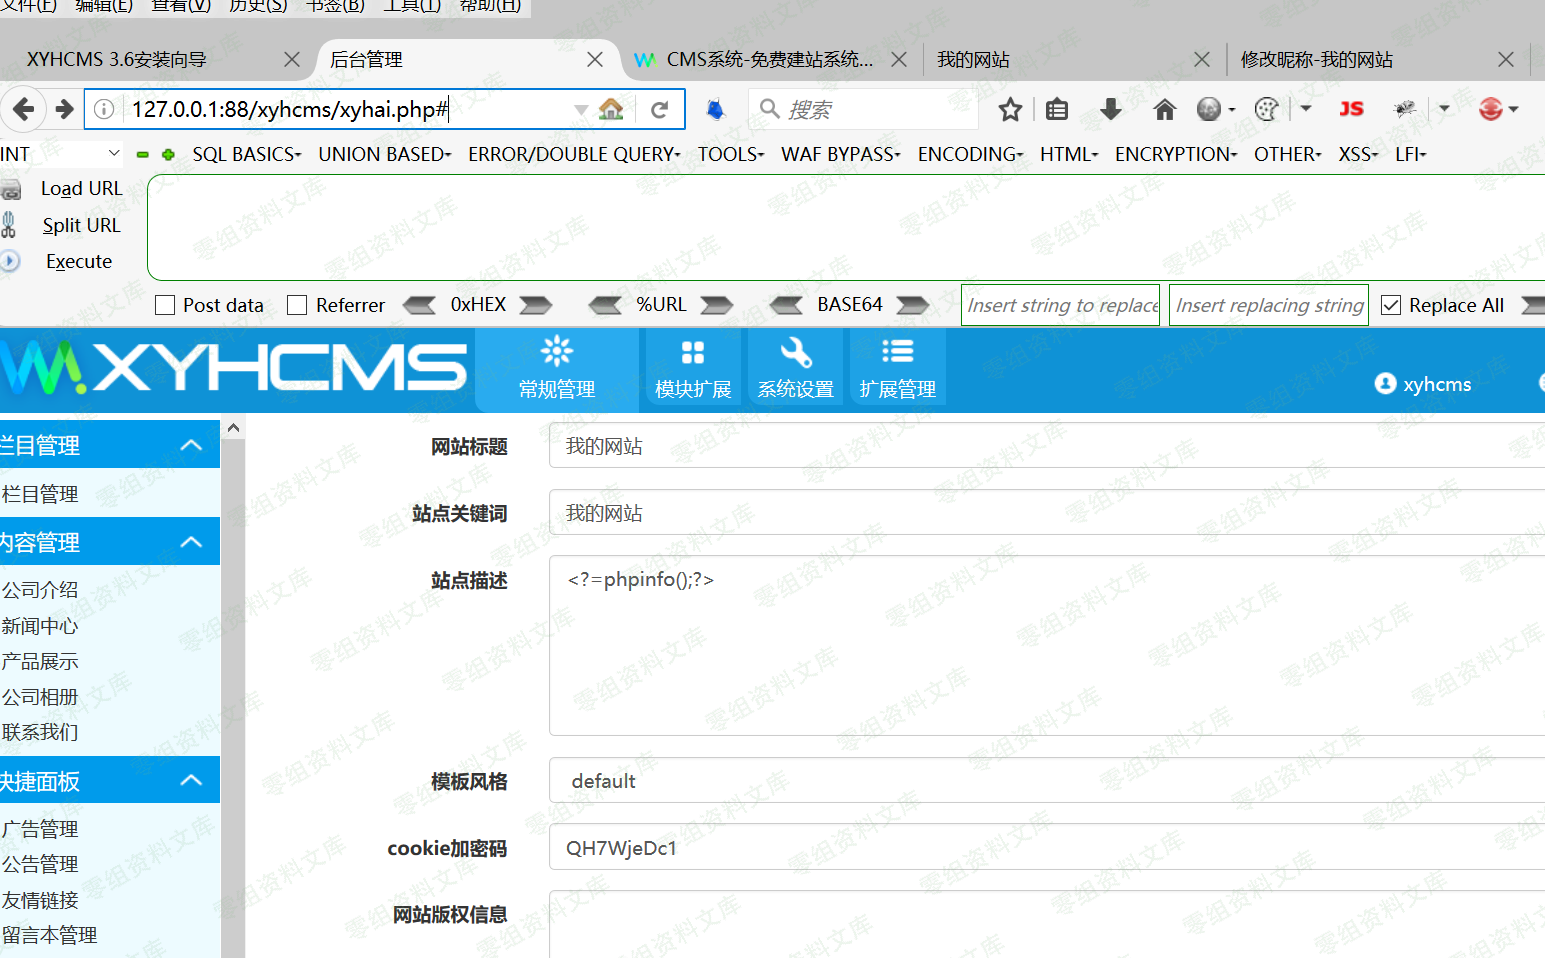 文件(F) 编辑(E) 查看(V) 历史(S) 书签(B) 工具(T) 帮助(H)
XYHCMS 3.6安装向导 后台管理 CMS系统-免费建站系统... 我的网站 修改昵称-我的网站
127.0.0.1:88/xyhcms/xyhai.php# 搜索 JS
INT SQL BASICS UNION BASED ERROR/DOUBLE QUERY TOOLS WAF BYPASS ENCODING HTML ENCRYPTION OTHER XSS LFI
Load URL
Split URL
Execute
Post data Referrer 0xHEX %URL BASE64 Insert string to replace Insert replacing string Replace All
XYHCMS 常规管理 模块扩展 系统设置 扩展管理 xyhcms
栏目管理
栏目管理
内容管理
公司介绍
新闻中心
产品展示
公司相册
联系我们
快捷面板
广告管理
公告管理
友情链接
留言本管理
网站标题 我的网站
站点关键词 我的网站
站点描述 <?=phpinfo();?>
模板风格 default
cookie加密码 QH7WjeDc1
网站版权信息
零组资料文库